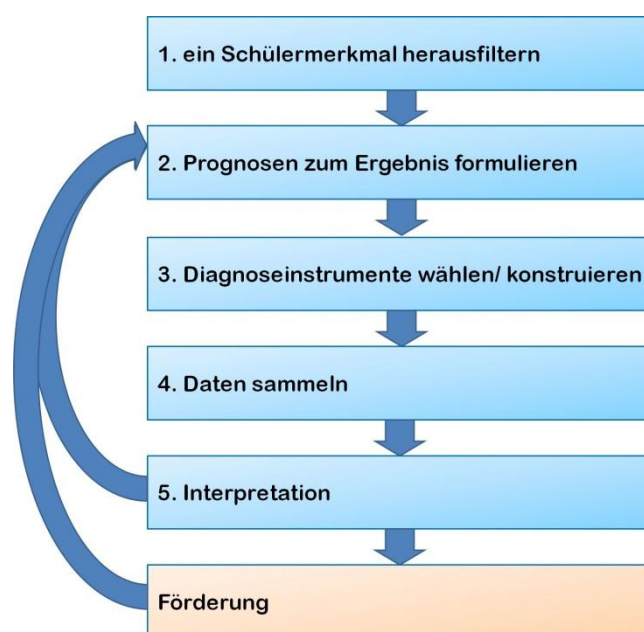 1. ein Schülermerkmal herausfiltern
2. Prognosen zum Ergebnis formulieren
3. Diagnoseinstrumente wählen/ konstruieren
4. Daten sammeln
5. Interpretation
Förderung